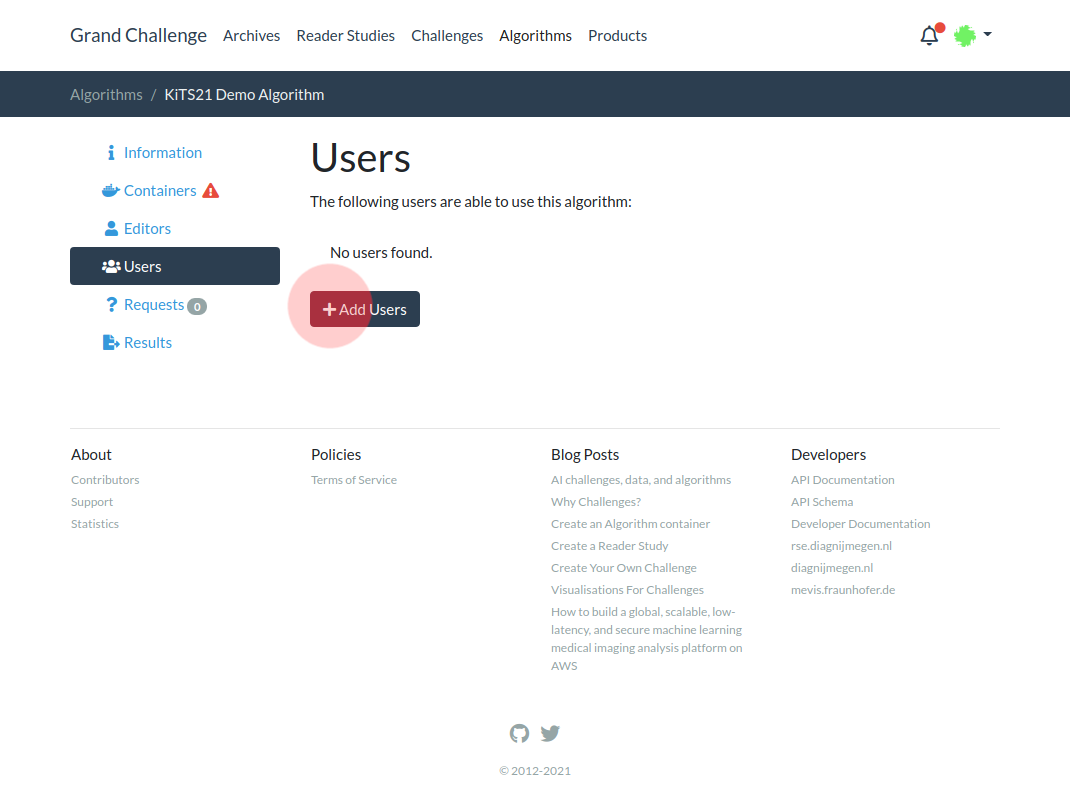 Grand Challenge Archives Reader Studies Challenges Algorithms Products
Algorithms / KiTS21 Demo Algorithm
Information
Containers
Editors
Users
Requests 0
Results
Users
The following users are able to use this algorithm:
No users found.
Add Users
About
Contributors
Support
Statistics
Policies
Terms of Service
Blog Posts
AI challenges, data, and algorithms
Why Challenges?
Create an Algorithm container
Create a Reader Study
Create Your Own Challenge
Visualisations For Challenges
How to build a global, scalable, low-
latency, and secure machine learning
medical imaging analysis platform on
AWS
Developers
API Documentation
API Schema
Developer Documentation
rse.diagnijmegen.nl
diagnijmegen.nl
mevis.fraunhofer.de
© 2012-2021